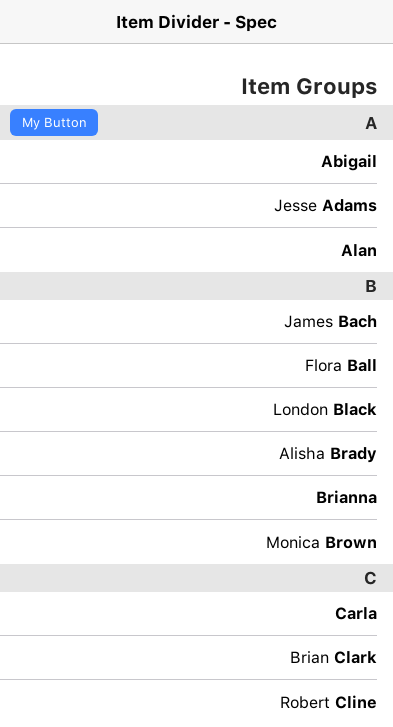 Item Divider - Spec
Item Groups
My Button A
Abigail
Jesse Adams
Alan
B
James Bach
Flora Ball
London Black
Alisha Brady
Brianna
Monica Brown
C
Carla
Brian Clark
Robert Cline